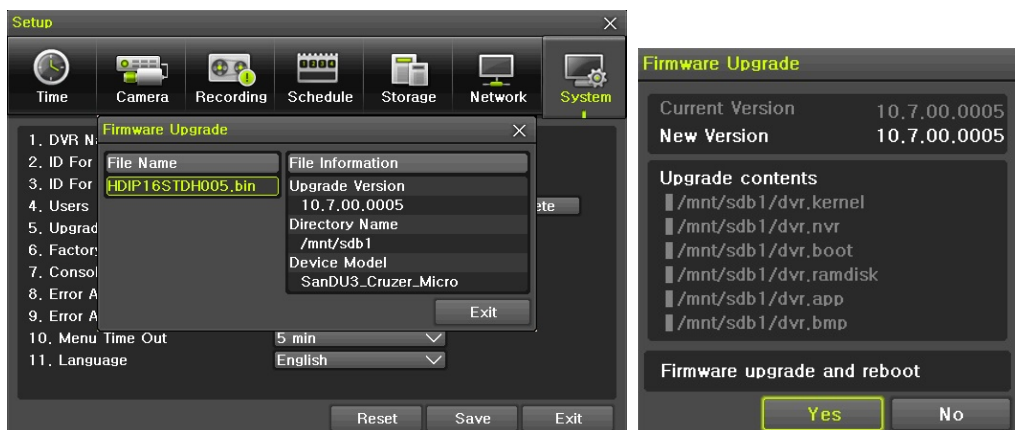 Setup
Time Camera Recording Schedule Storage Network System
Firmware Upgrade
File Name
HDIP16STDH005.bin
File Information
Upgrade Version
10.7.00.0005
Directory Name
/mnt/sdb1
Device Model
SanDU3_Cruzer_Micro
Exit
1. DVR N
2. ID For
3. ID For
4. Users ete
5. Upgrad
6. Factor
7. Consol
8. Error A
9. Error A
10. Menu Time Out 5 min
11. Language English
Reset Save Exit
Firmware Upgrade
Current Version 10.7.00.0005
New Version 10.7.00.0005
Upgrade contents
/mnt/sdb1/dvr.kernel
/mnt/sdb1/dvr.nvr
/mnt/sdb1/dvr.boot
/mnt/sdb1/dvr.ramdisk
/mnt/sdb1/dvr.app
/mnt/sdb1/dvr.bmp
Firmware upgrade and reboot
Yes No